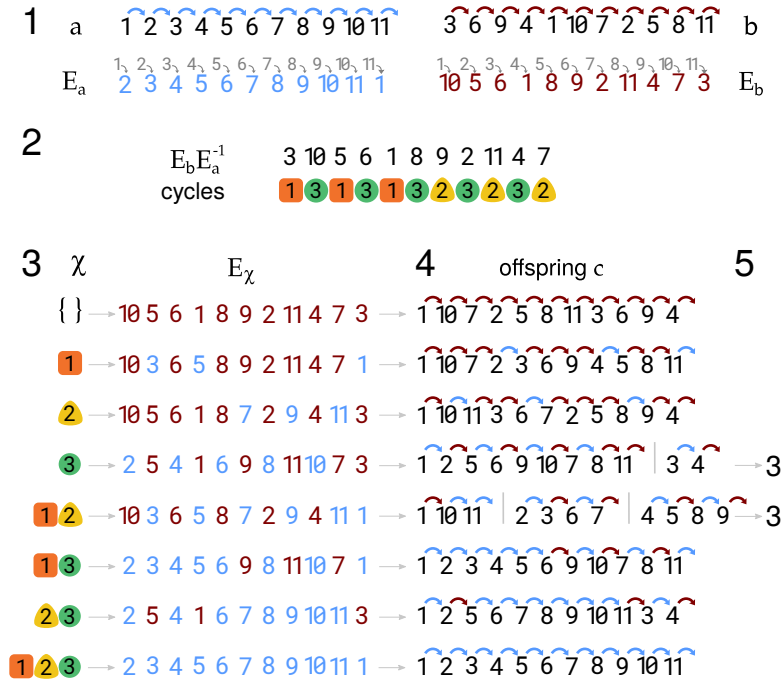 1 a 1 2 3 4 5 6 7 8 9 10 11 3 6 9 4 1 10 7 2 5 8 11 b
1 2 3 4 5 6 7 8 9 10 11 1 2 3 4 5 6 7 8 9 10 11
Ea 2 3 4 5 6 7 8 9 10 11 1 10 5 6 1 8 9 2 11 4 7 3 Eb
2
EbEa-1 3 10 5 6 1 8 9 2 11 4 7
cycles 1 3 1 3 1 3 2 3 2 3 2
3 χ Eχ 4 offspring c 5
{ } 10 5 6 1 8 9 2 11 4 7 3 1 10 7 2 5 8 11 3 6 9 4
1 10 3 6 5 8 9 2 11 4 7 1 1 10 7 2 3 6 9 4 5 8 11
2 10 5 6 1 8 7 2 9 4 11 3 1 10 11 3 6 7 2 5 8 9 4
3 2 5 4 1 6 9 8 11 10 7 3 1 2 5 6 9 10 7 8 11 3 4 3
1 2 10 3 6 5 8 7 2 9 4 11 1 1 10 11 2 3 6 7 4 5 8 9 3
1 3 2 3 4 5 6 9 8 11 10 7 1 1 2 3 4 5 6 9 10 7 8 11
2 3 2 5 4 1 6 7 8 9 10 11 3 1 2 5 6 7 8 9 10 11 3 4
1 2 3 2 3 4 5 6 7 8 9 10 11 1 1 2 3 4 5 6 7 8 9 10 11